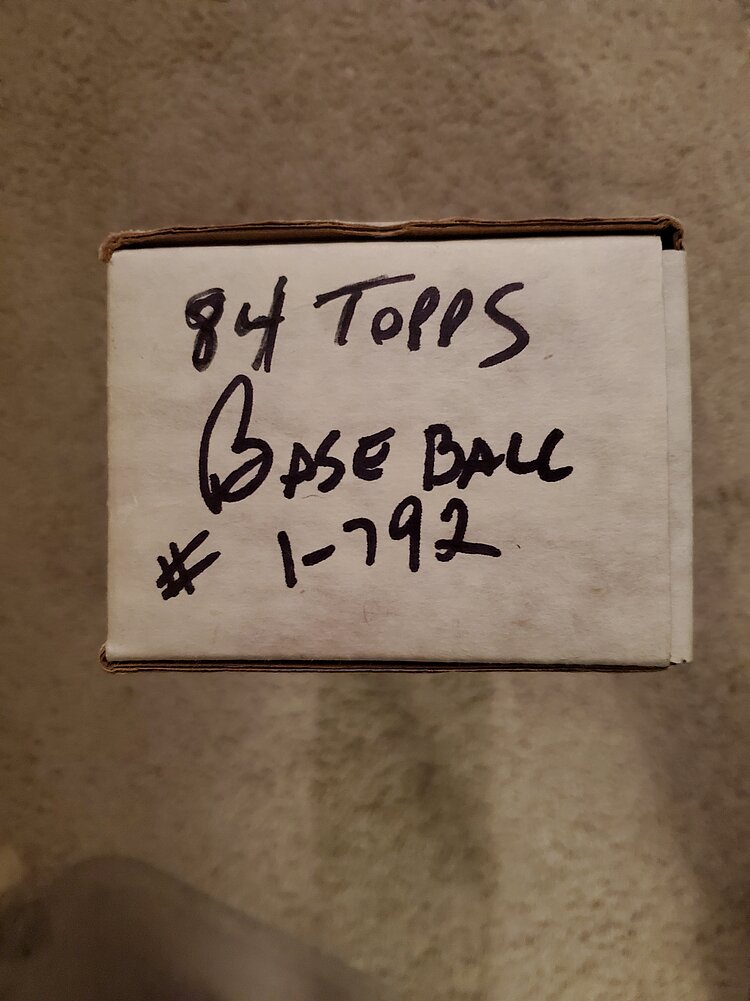 84 TOPPS
BASEBALL
# 1-792